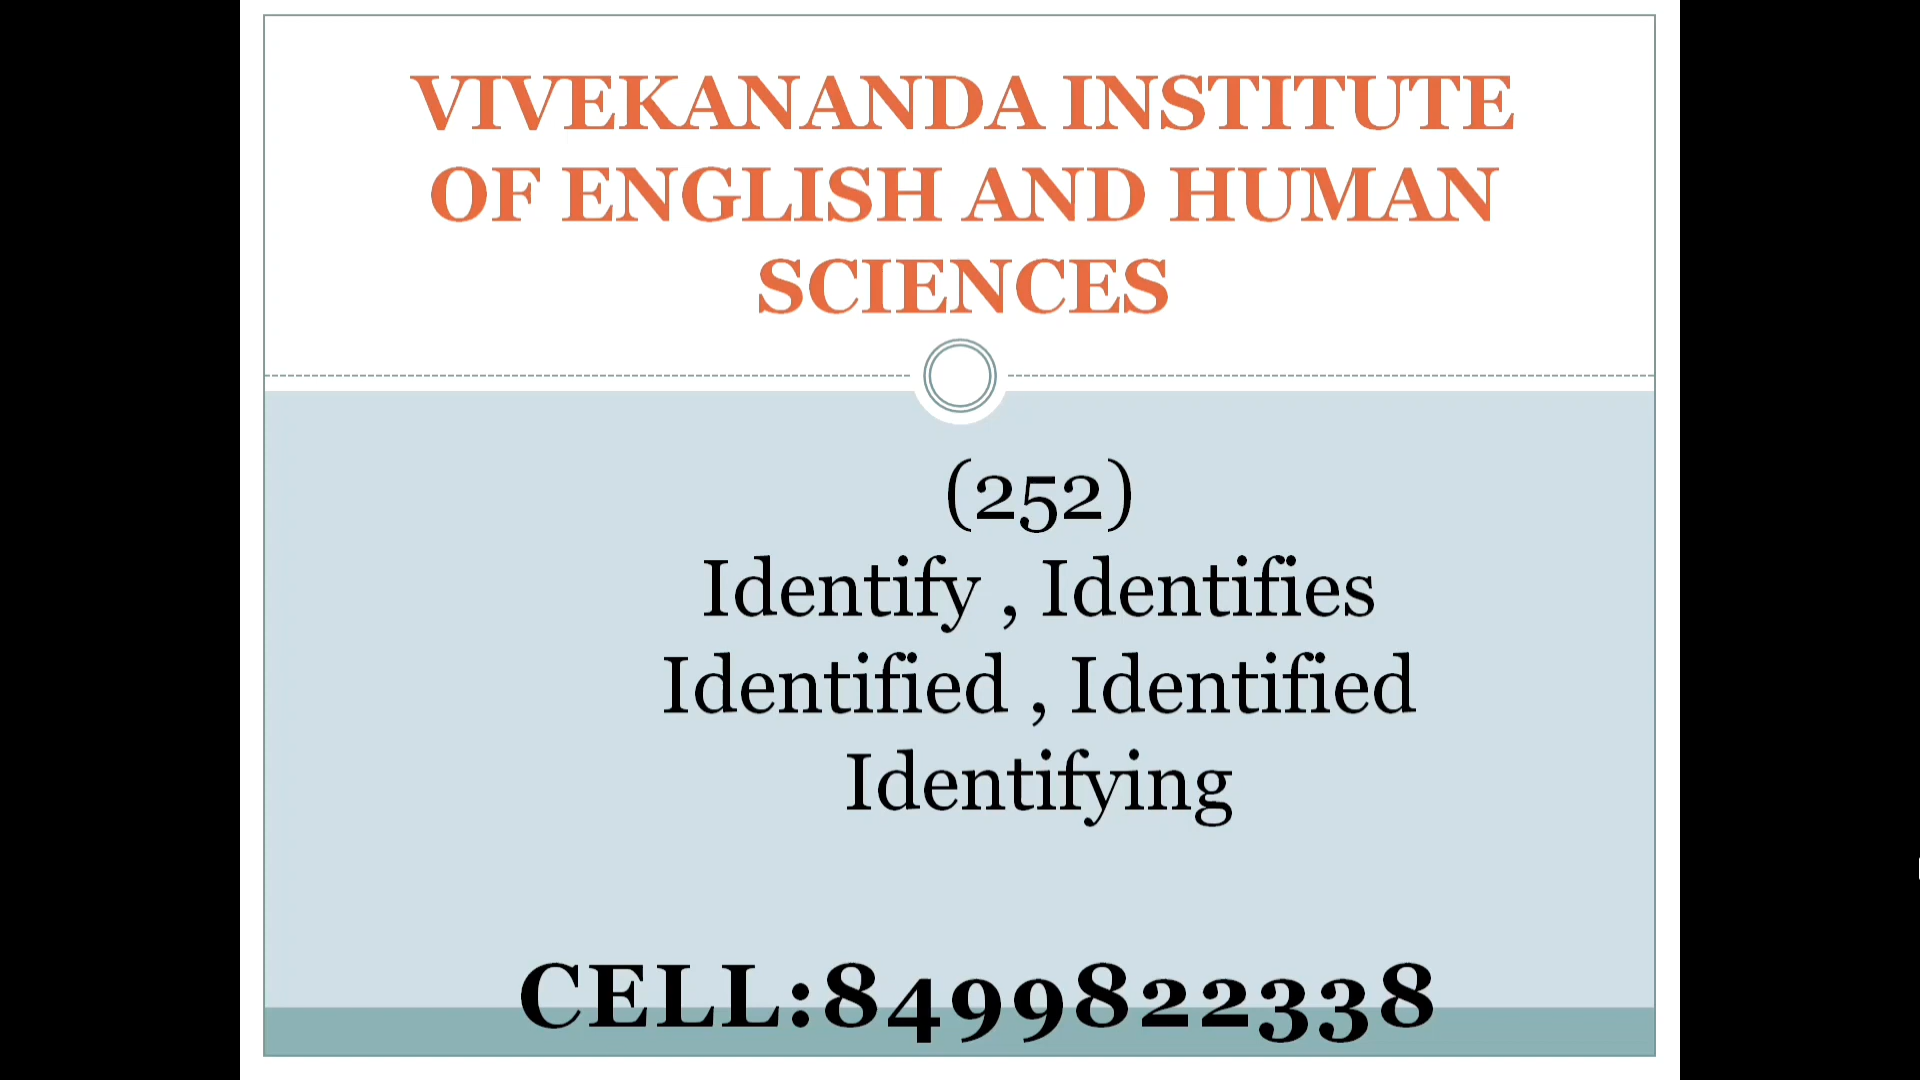 VIVEKANANDA INSTITUTE
OF ENGLISH AND HUMAN
SCIENCES
(252)
Identify , Identifies
Identified , Identified
Identifying
CELL:8499822338